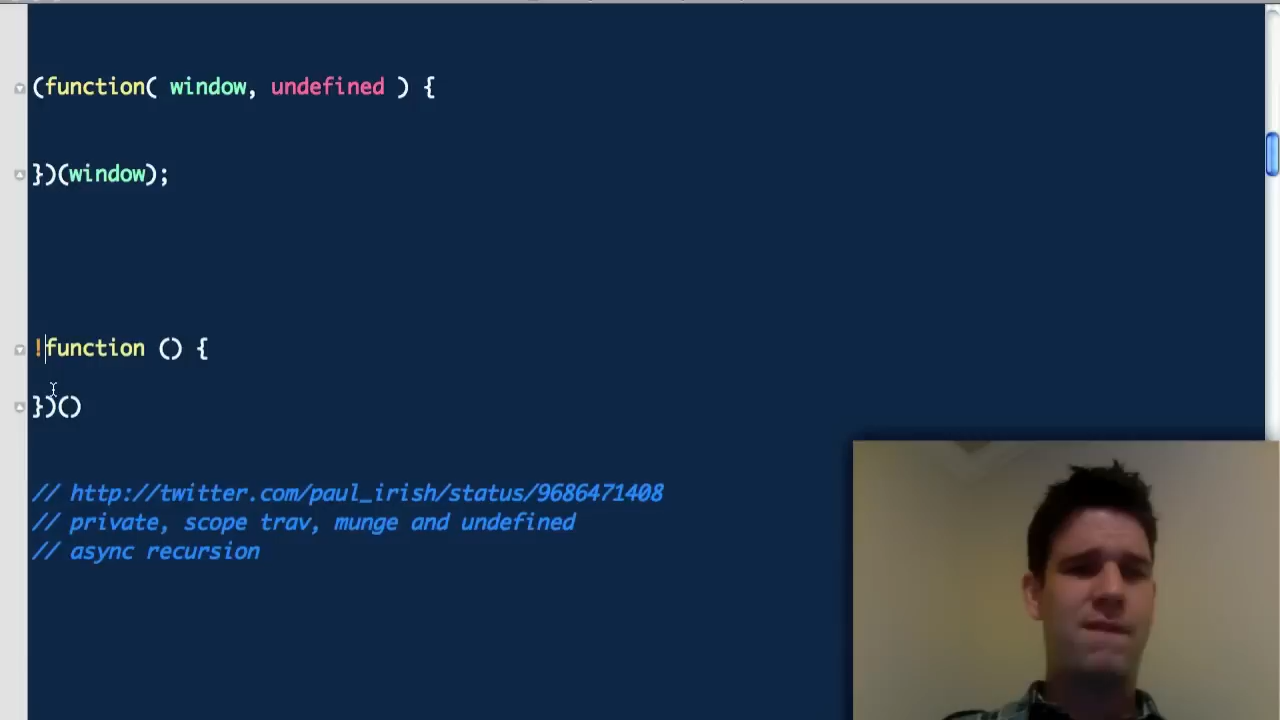 (function( window, undefined ) {
})(window);
!function () {
})()
// http://twitter.com/paul_irish/status/9686471408
// private, scope trav, munge and undefined
// async recursion